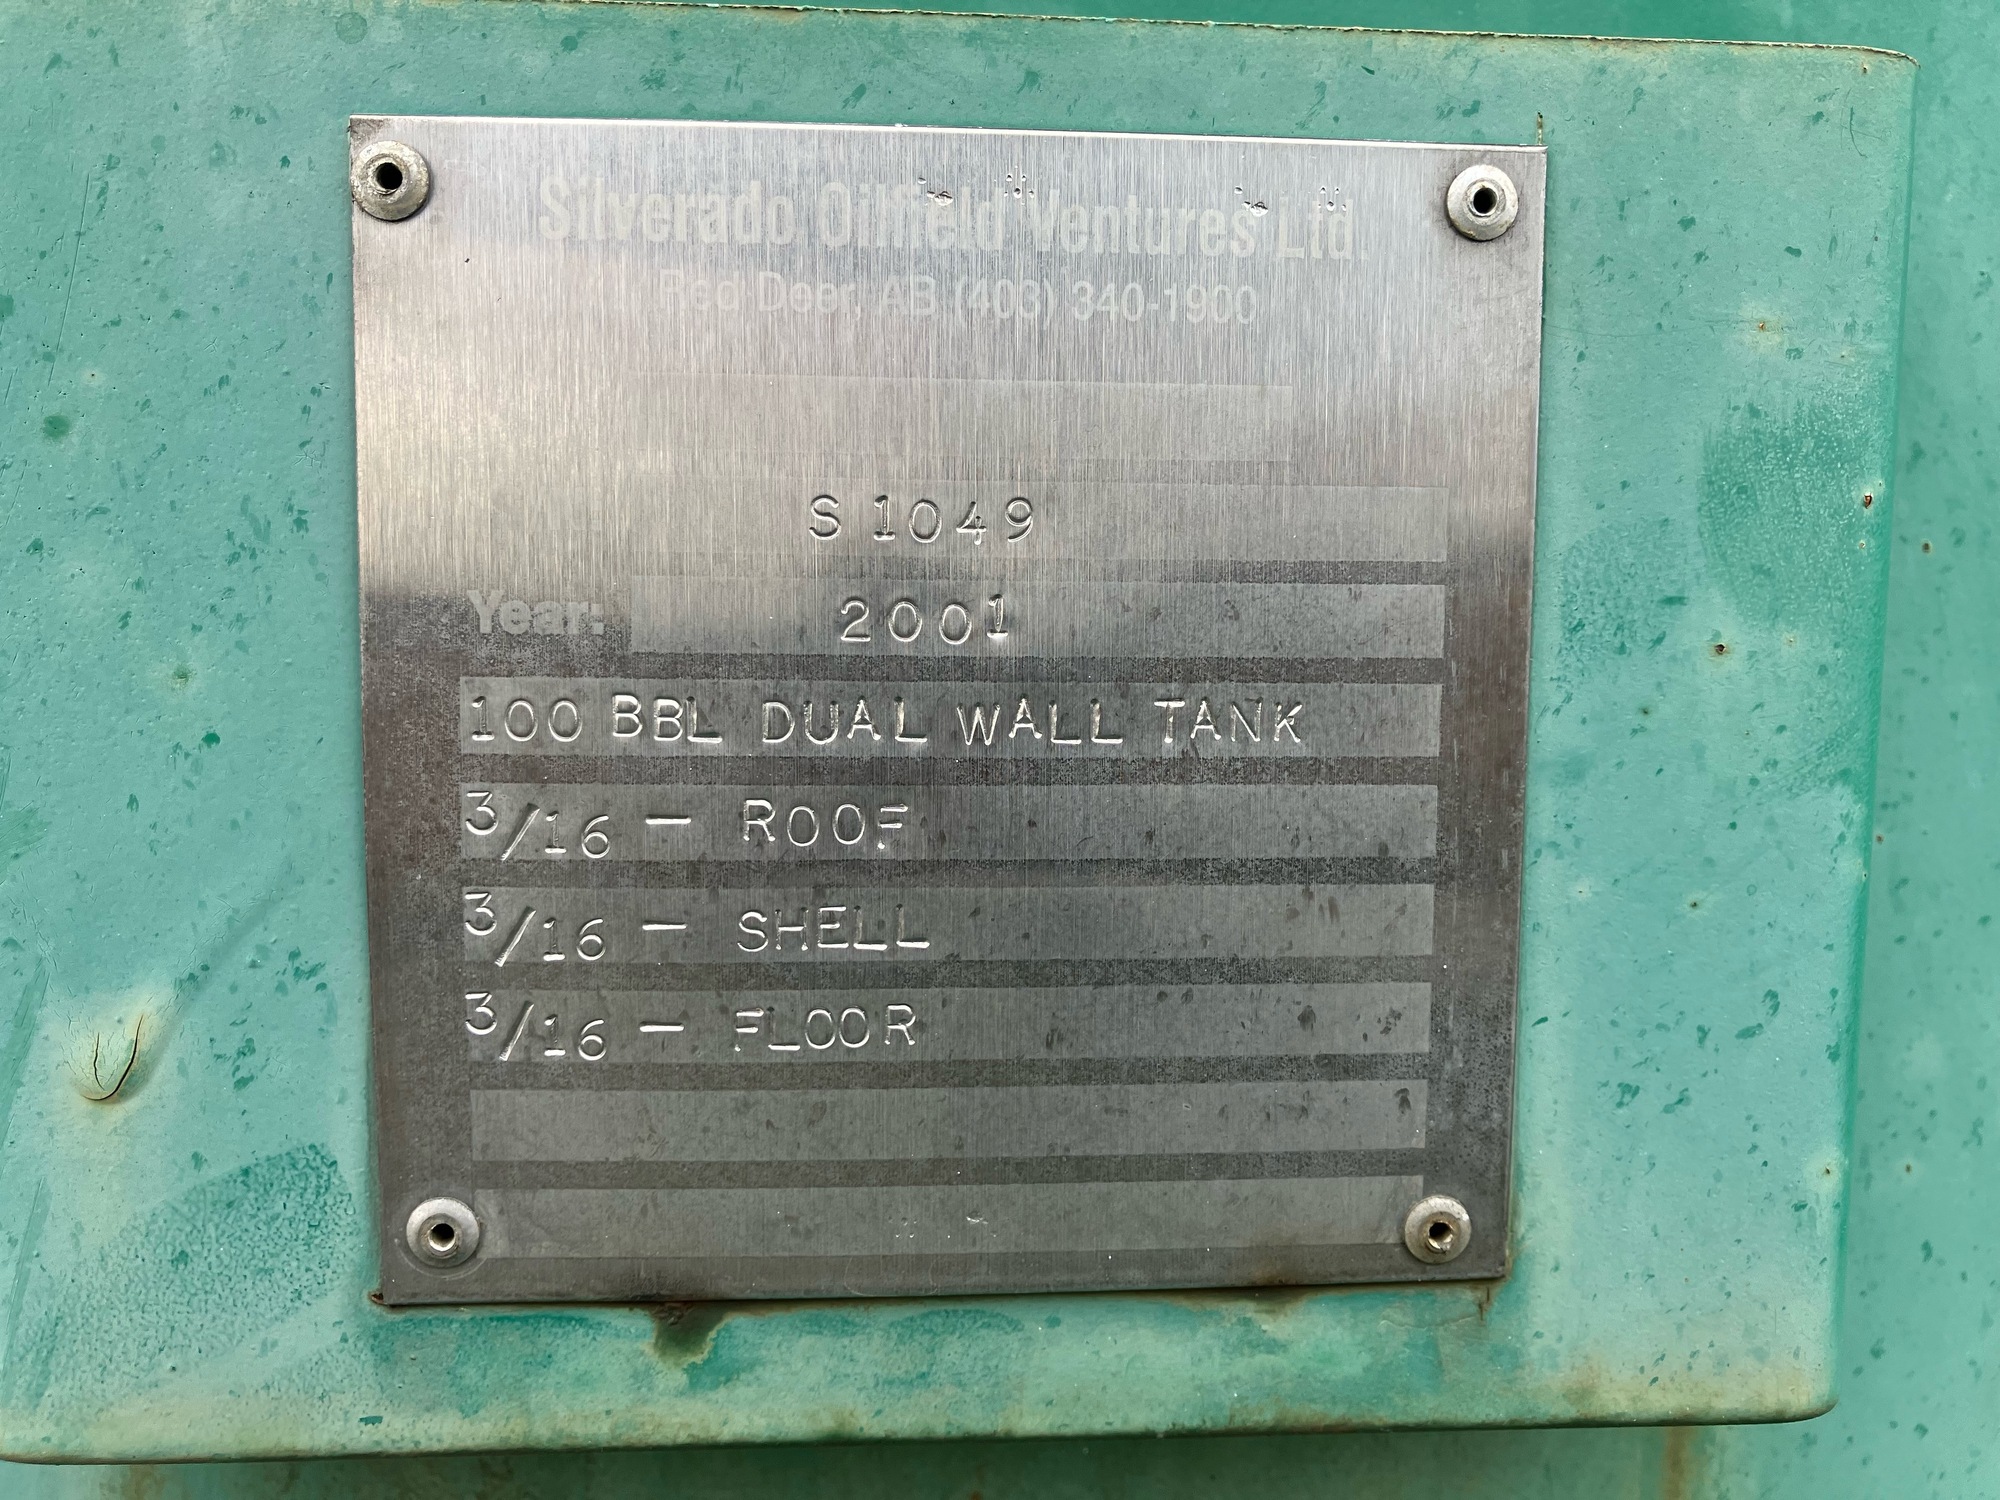 Silverado Oilfield Ventures Ltd.
Red Deer, AB (403) 340-1900
S 1049
Year: 2001
100 BBL DUAL WALL TANK
3/16 - ROOF
3/16 - SHELL
3/16 - FLOOR